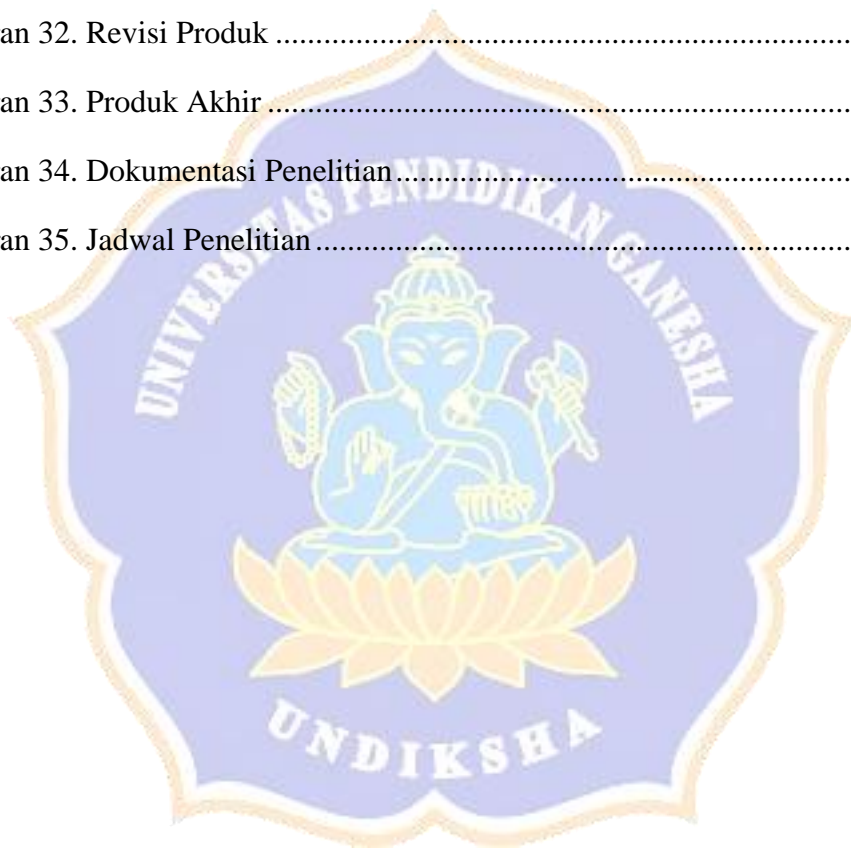 an 32. Revisi Produk ........................................................................
an 33. Produk Akhir ........................................................................
an 34. Dokumentasi Penelitian ........................................................
an 35. Jadwal Penelitian ..................................................................
UNIVERSITAS PENDIDIKAN GANESHA
UNDIKSHA